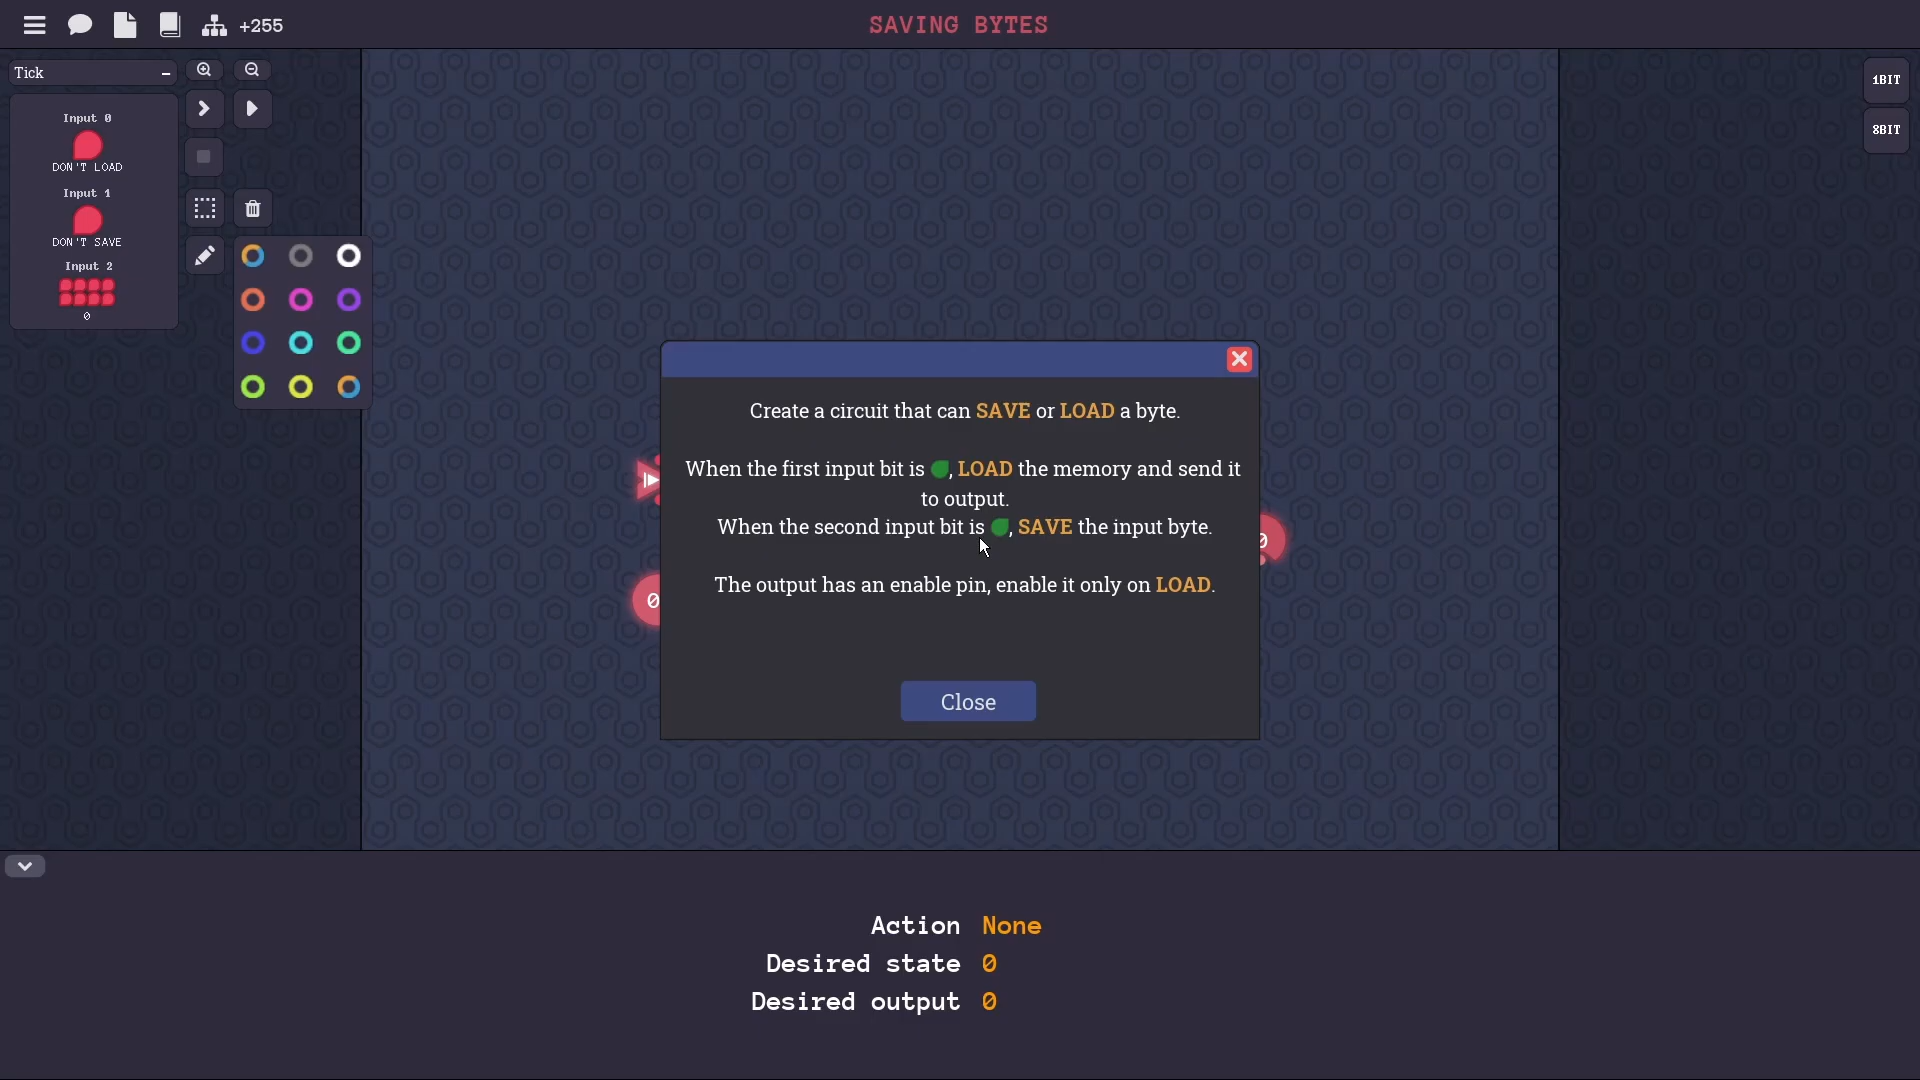 +255
SAVING BYTES
Tick
Input 0
DON'T LOAD
Input 1
DON'T SAVE
Input 2
0
1BIT
8BIT
Create a circuit that can SAVE or LOAD a byte.
When the first input bit is , LOAD the memory and send it
to output.
When the second input bit is , SAVE the input byte.
The output has an enable pin, enable it only on LOAD.
Close
0
0
Action None
Desired state 0
Desired output 0